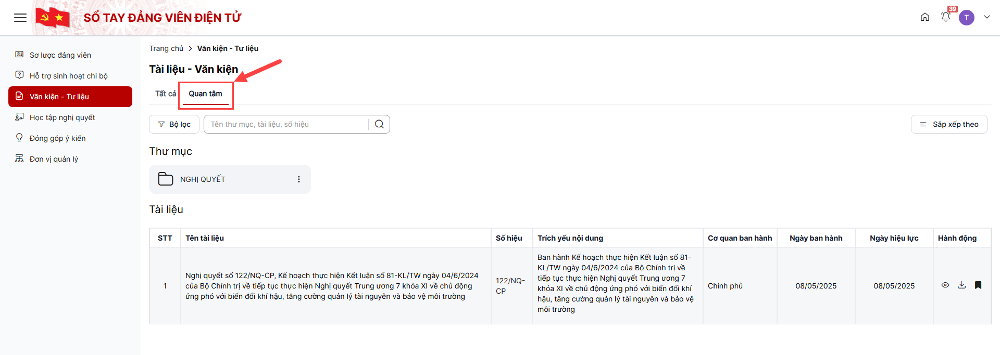 SỔ TAY ĐẢNG VIÊN ĐIỆN TỬ
39
T
Sơ lược đảng viên
Hỗ trợ sinh hoạt chi bộ
Văn kiện - Tư liệu
Học tập nghị quyết
Đóng góp ý kiến
Đơn vị quản lý
Trang chủ > Văn kiện - Tư liệu
Tài liệu - Văn kiện
Tất cả Quan tâm
Bộ lọc Tên thư mục, tài liệu, số hiệu Sắp xếp theo
Thư mục
NGHỊ QUYẾT
Tài liệu
STT Tên tài liệu Số hiệu Trích yếu nội dung Cơ quan ban hành Ngày ban hành Ngày hiệu lực Hành động
1
Nghị quyết số 122/NQ-CP, Kế hoạch thực hiện Kết luận số 81-KL/TW ngày 04/6/2024
của Bộ Chính trị về tiếp tục thực hiện Nghị quyết Trung ương 7 khóa XI về chủ động
ứng phó với biến đổi khí hậu, tăng cường quản lý tài nguyên và bảo vệ môi trường
122/NQ-
CP
Ban hành Kế hoạch thực hiện Kết luận số 81-
KL/TW ngày 04/6/2024 của Bộ Chính trị về
tiếp tục thực hiện Nghị quyết Trung ương 7
khóa XI về chủ động ứng phó với biến đổi khí
hậu, tăng cường quản lý tài nguyên và bảo vệ
môi trường
Chính phủ
08/05/2025
08/05/2025